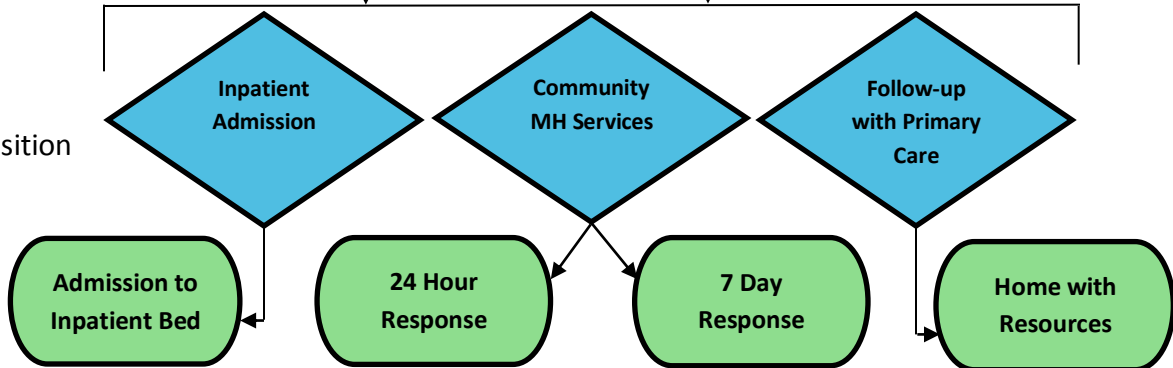 Inpatient
Admission
Community
MH Services
Follow-up
with Primary
Care
sition
Admission to
Inpatient Bed
24 Hour
Response
7 Day
Response
Home with
Resources